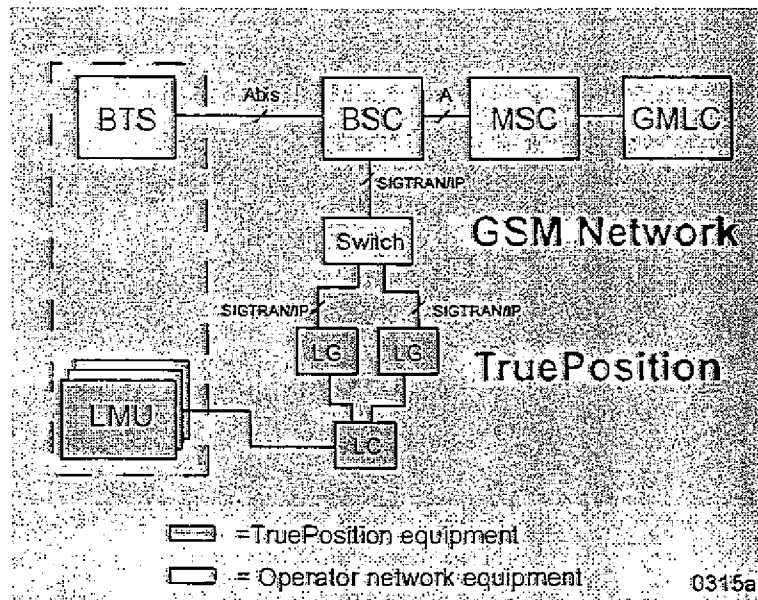 BTS
Abis
BSC
A
MSC
GMLC
SIGTRAN/IP
Switch
GSM Network
SIGTRAN/IP
SIGTRAN/IP
LG
LG
TruePosition
LMU
LC
=TruePosition equipment
= Operator network equipment
0315a